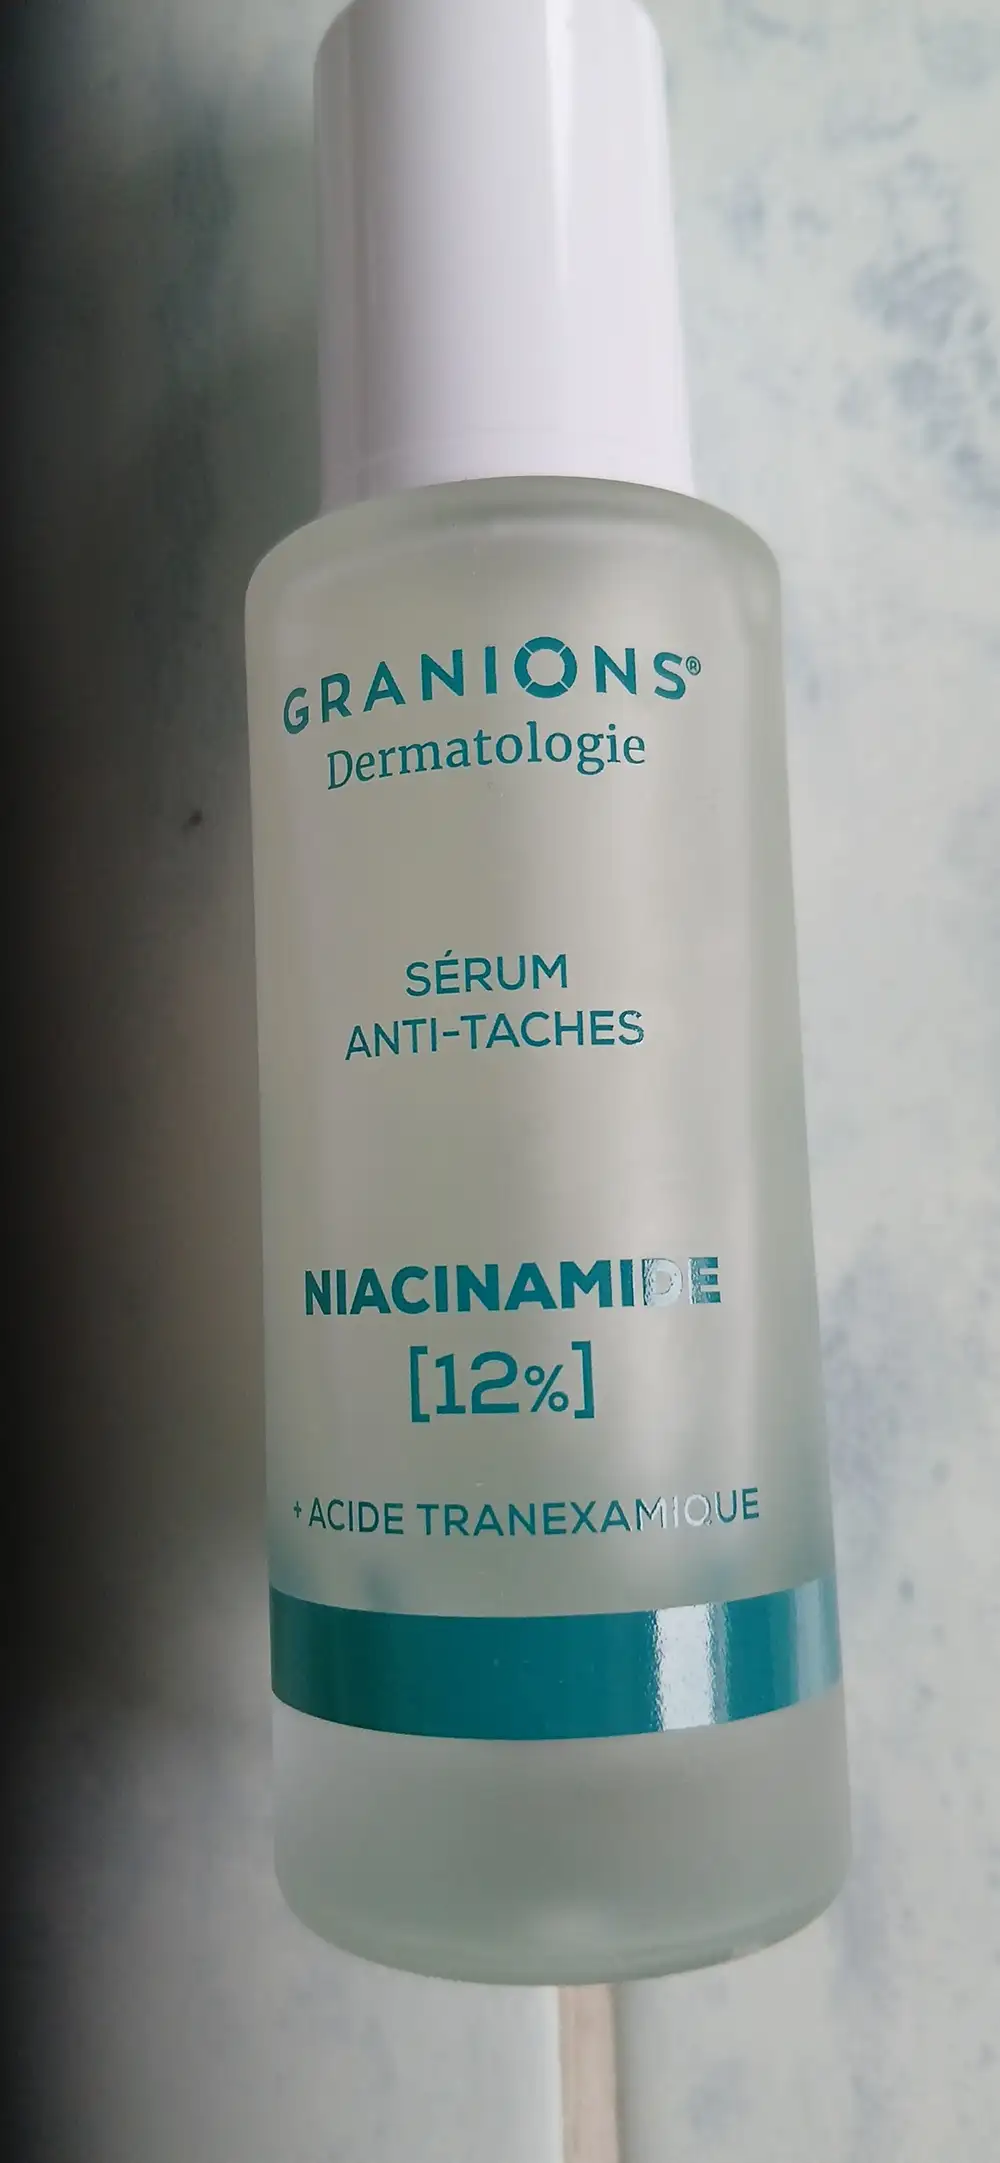 GRANIONS®
Dermatologie
SÉRUM
ANTI-TACHES
NIACINAMIDE
[12%]
+ ACIDE TRANEXAMIQUE